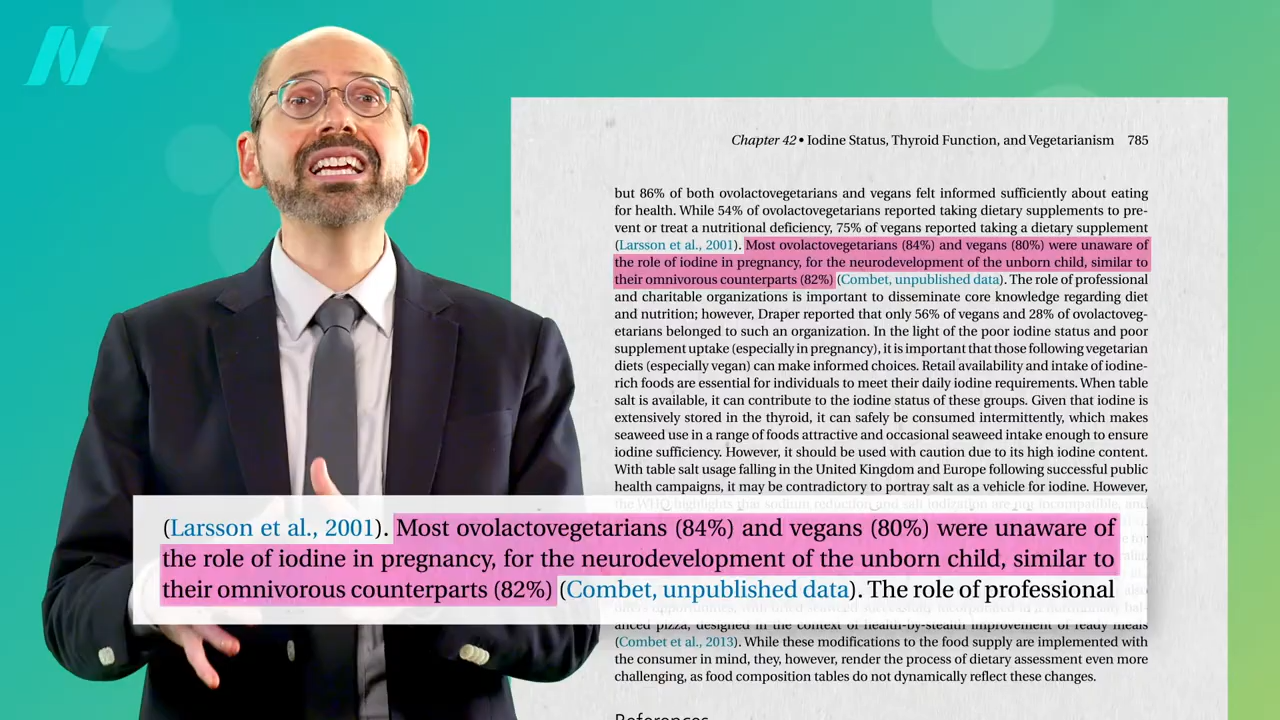 Chapter 42 • Iodine Status, Thyroid Function, and Vegetarianism 785
but 86% of both ovolactovegetarians and vegans felt informed sufficiently about eating
for health. While 54% of ovolactovegetarians reported taking dietary supplements to pre-
vent or treat a nutritional deficiency, 75% of vegans reported taking a dietary supplement
(Larsson et al., 2001). Most ovolactovegetarians (84%) and vegans (80%) were unaware of
the role of iodine in pregnancy, for the neurodevelopment of the unborn child, similar to
their omnivorous counterparts (82%) (Combet, unpublished data). The role of professional
and charitable organizations is important to disseminate core knowledge regarding diet
and nutrition; however, Draper reported that only 56% of vegans and 28% of ovolactoveg-
etarians belonged to such an organization. In the light of the poor iodine status and poor
supplement uptake (especially in pregnancy), it is important that those following vegetarian
diets (especially vegan) can make informed choices. Retail availability and intake of iodine-
rich foods are essential for individuals to meet their daily iodine requirements. When table
salt is available, it can contribute to the iodine status of these groups. Given that iodine is
extensively stored in the thyroid, it can safely be consumed intermittently, which makes
seaweed use in a range of foods attractive and occasional seaweed intake enough to ensure
iodine sufficiency. However, it should be used with caution due to its high iodine content.
With table salt usage falling in the United Kingdom and Europe following successful public
health campaigns, it may be contradictory to portray salt as a vehicle for iodine. However,
the WHO highlights that sodium reduction and salt iodization are not incompatible, and
(Larsson et al., 2001). Most ovolactovegetarians (84%) and vegans (80%) were unaware of
the role of iodine in pregnancy, for the neurodevelopment of the unborn child, similar to
their omnivorous counterparts (82%) (Combet, unpublished data). The role of professional
anced pizza, designed in the context of health-by-stealth improvement of ready meals
(Combet et al., 2013). While these modifications to the food supply are implemented with
the consumer in mind, they, however, render the process of dietary assessment even more
challenging, as food composition tables do not dynamically reflect these changes.
References